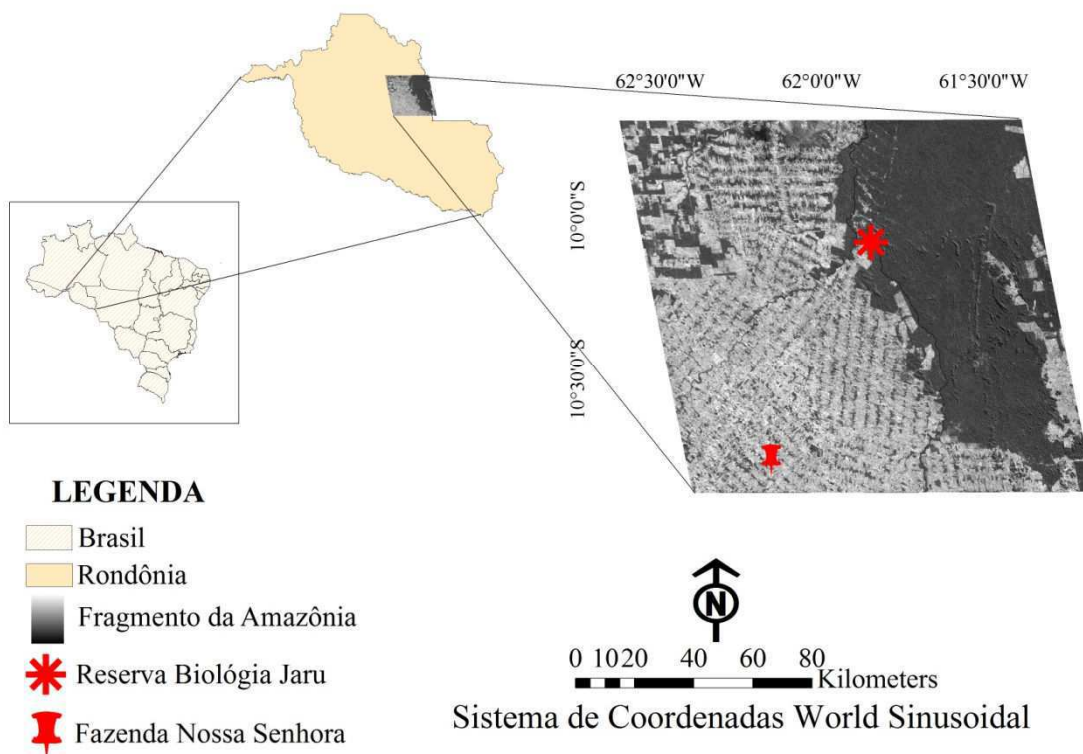 62°30'0"W 62°0'0"W 61°30'0"W
10°0'0"S
10°30'0"S
LEGENDA
Brasil
Rondônia
Fragmento da Amazônia
Reserva Biológia Jaru
Fazenda Nossa Senhora
N
0 10 20 40 60 80
Kilometers
Sistema de Coordenadas World Sinusoidal